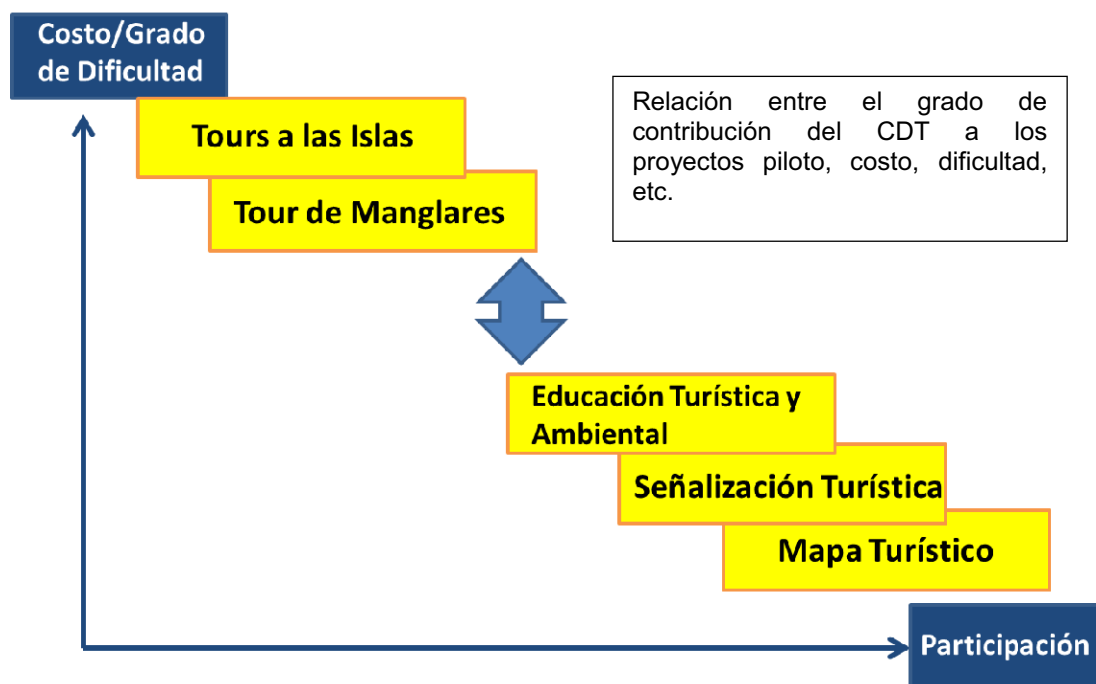 Costo/Grado
de Dificultad
Tours a las Islas
Tour de Manglares
Relación entre el grado de
contribución del CDT a los
proyectos piloto, costo, dificultad,
etc.
Educación Turística y
Ambiental
Señalización Turística
Mapa Turístico
Participación